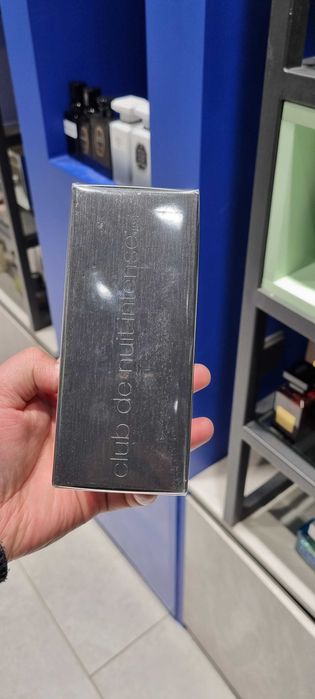 club de nuit intense